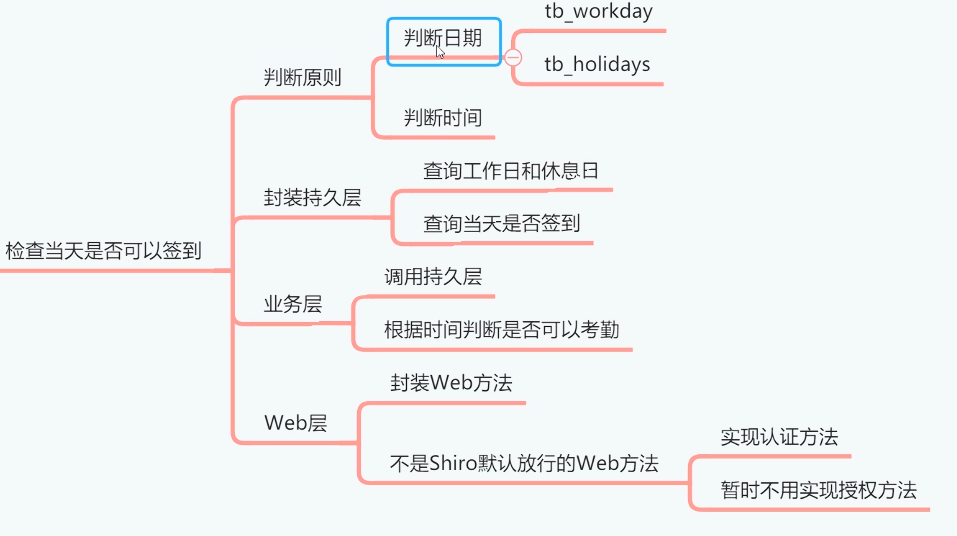 检查当天是否可以签到
判断原则
判断日期
tb_workday
tb_holidays
判断时间
封装持久层
查询工作日和休息日
查询当天是否签到
业务层
调用持久层
根据时间判断是否可以考勤
Web层
封装Web方法
不是Shiro默认放行的Web方法
实现认证方法
暂时不用实现授权方法